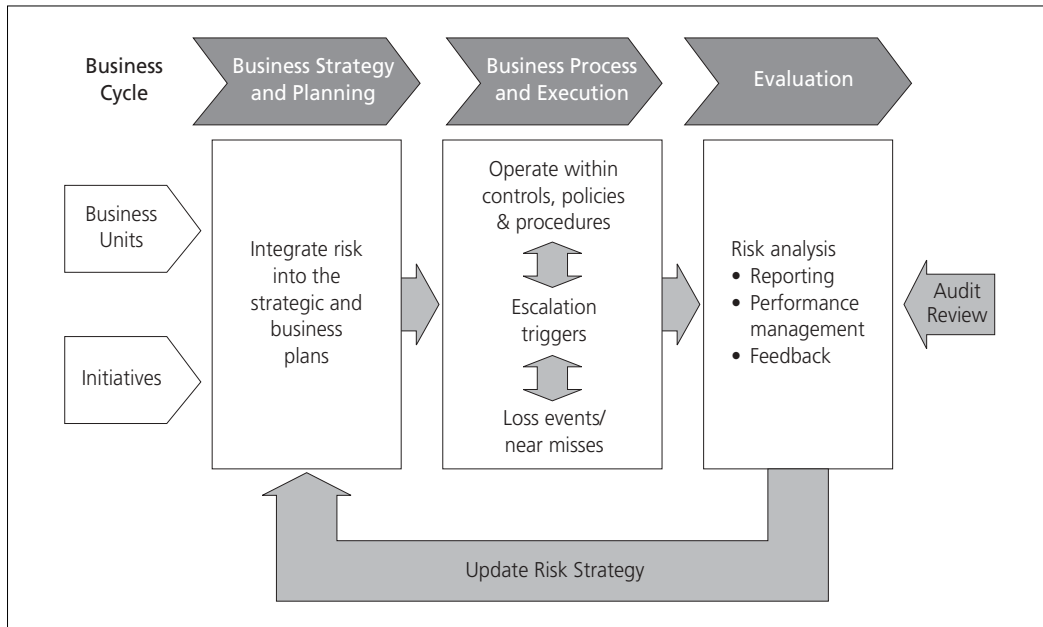 Business
Cycle
Business Strategy
and Planning
Business Process
and Execution
Evaluation
Business
Units
Initiatives
Integrate risk
into the
strategic and
business
plans
Operate within
controls, policies
& procedures
Escalation
triggers
Loss events/
near misses
Risk analysis
• Reporting
• Performance
management
• Feedback
Audit
Review
Update Risk Strategy